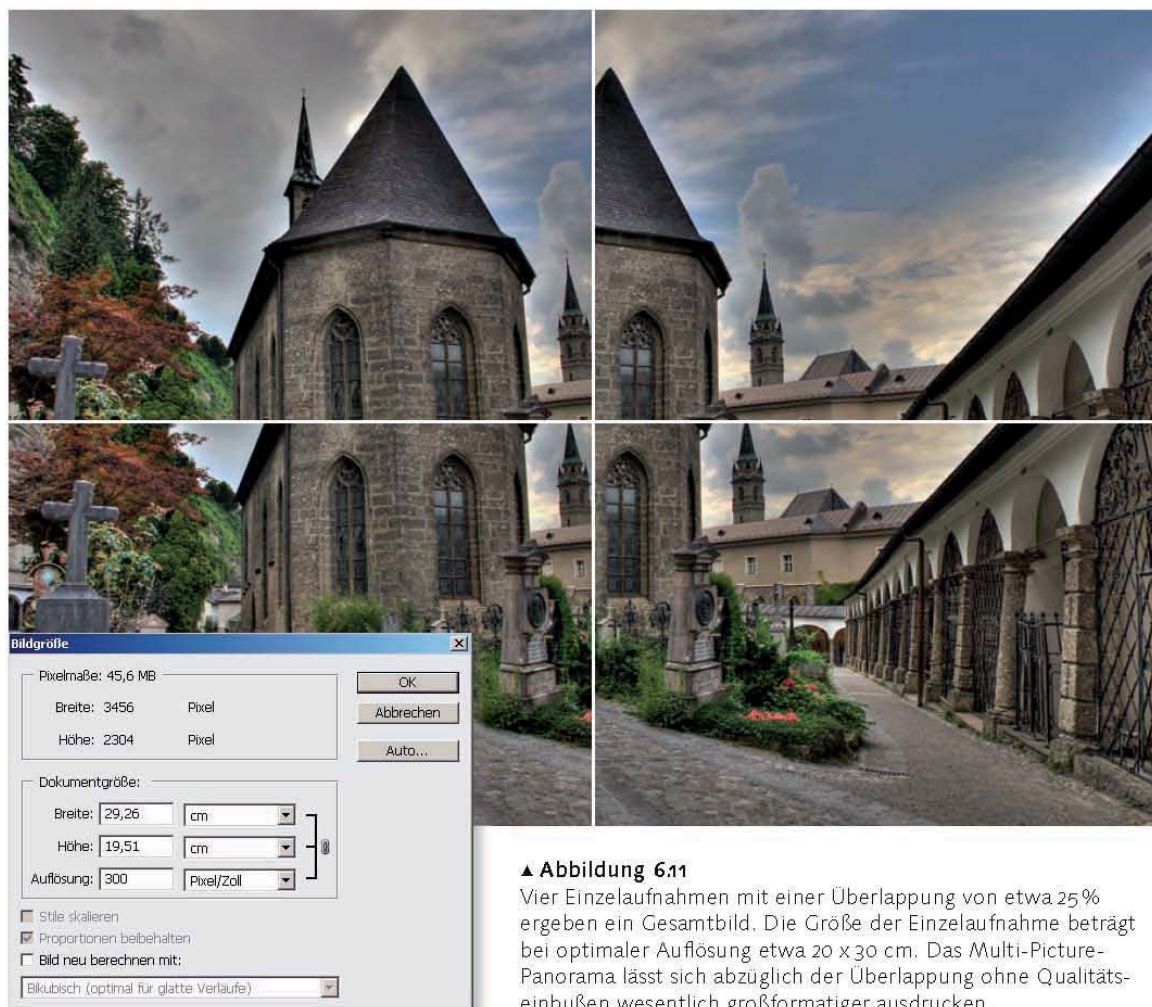 Bildgröße
Pixelmaße: 45,6 MB
OK
Breite: 3456 Pixel
Abbrechen
Höhe: 2304 Pixel
Auto...
Dokumentgröße:
Breite: 29,26 cm
Höhe: 19,51 cm
Auflösung: 300 Pixel/Zoll
Stile skalieren
Proportionen beibehalten
Bild neu berechnen mit:
Bikubisch (optimal für glatte Verläufe)
▲ Abbildung 6.11
Vier Einzelaufnahmen mit einer Überlappung von etwa 25 %
ergeben ein Gesamtbild. Die Größe der Einzelaufnahme beträgt
bei optimaler Auflösung etwa 20 x 30 cm. Das Multi-Picture-
Panorama lässt sich abzüglich der Überlappung ohne Qualitäts-
einbußen wesentlich großformatiger ausdrucken